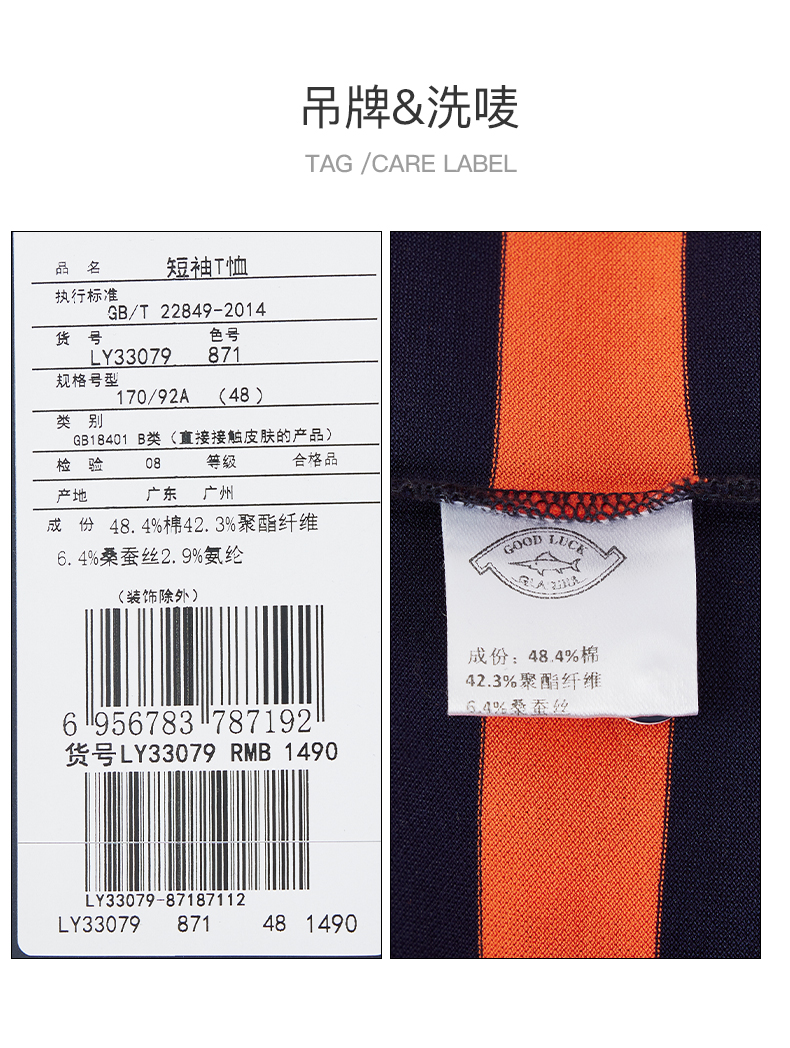 吊牌&洗唛
TAG /CARE LABEL
品 名 短袖T恤
执行标准
GB/T 22849-2014
货 号 色号
LY33079 871
规格号型
170/92A (48)
类 别
GB18401 B类(直接接触皮肤的产品)
检 验 08 等级 合格品
产地 广东 广州
成 份 48.4%棉42.3%聚酯纤维
6.4%桑蚕丝2.9%氨纶
(装饰除外)
6 956783 787192
货号LY33079 RMB 1490
LY33079-87187112
LY33079 871 48 1490
GOOD LUCK
成份：48.4%棉
42.3%聚酯纤维
6.4%桑蚕丝